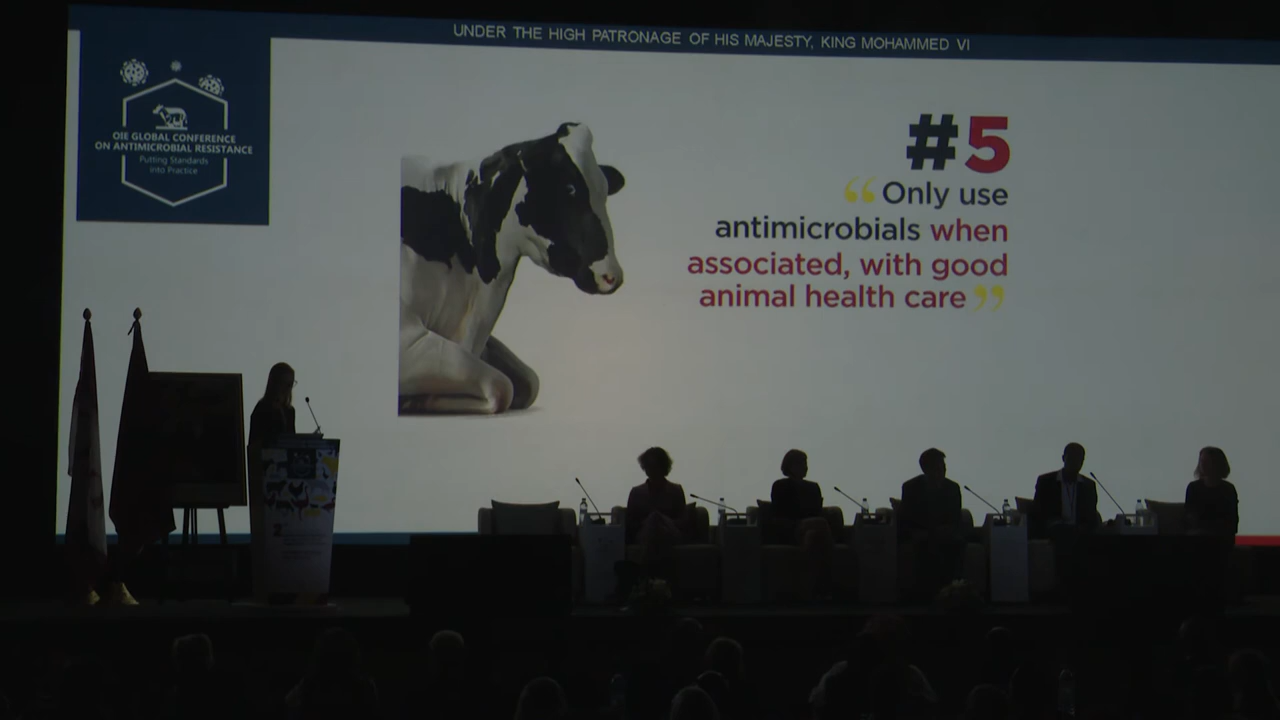 UNDER THE HIGH PATRONAGE OF HIS MAJESTY, KING MOHAMMED VI
OIE GLOBAL CONFERENCE
ON ANTIMICROBIAL RESISTANCE
Putting Standards
into Practice
#5
“Only use
antimicrobials when
associated, with good
animal health care”